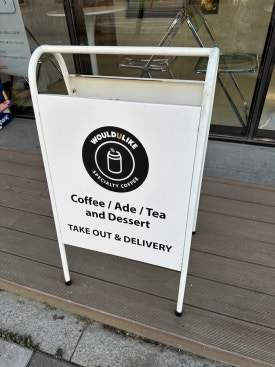 WOULDULIKE
SPECIALTY COFFEE
Coffee / Ade / Tea
and Dessert
TAKE OUT & DELIVERY